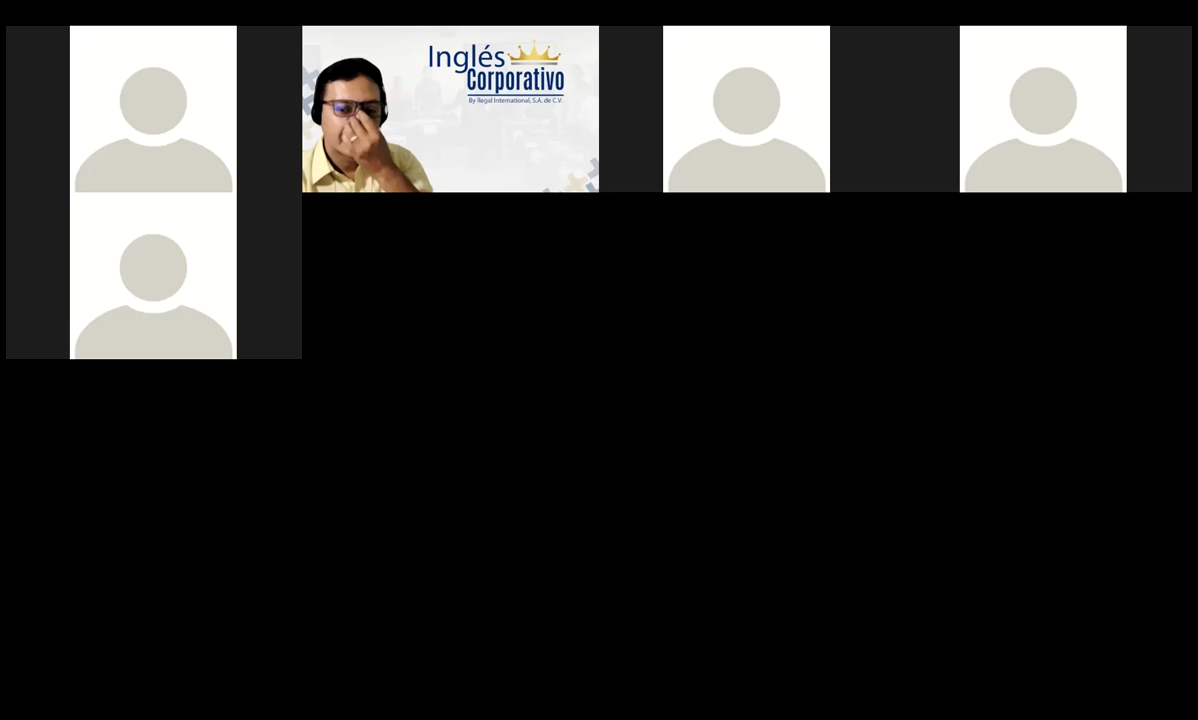 Inglés
Corporativo
By Regal International, S.A. de C.V.